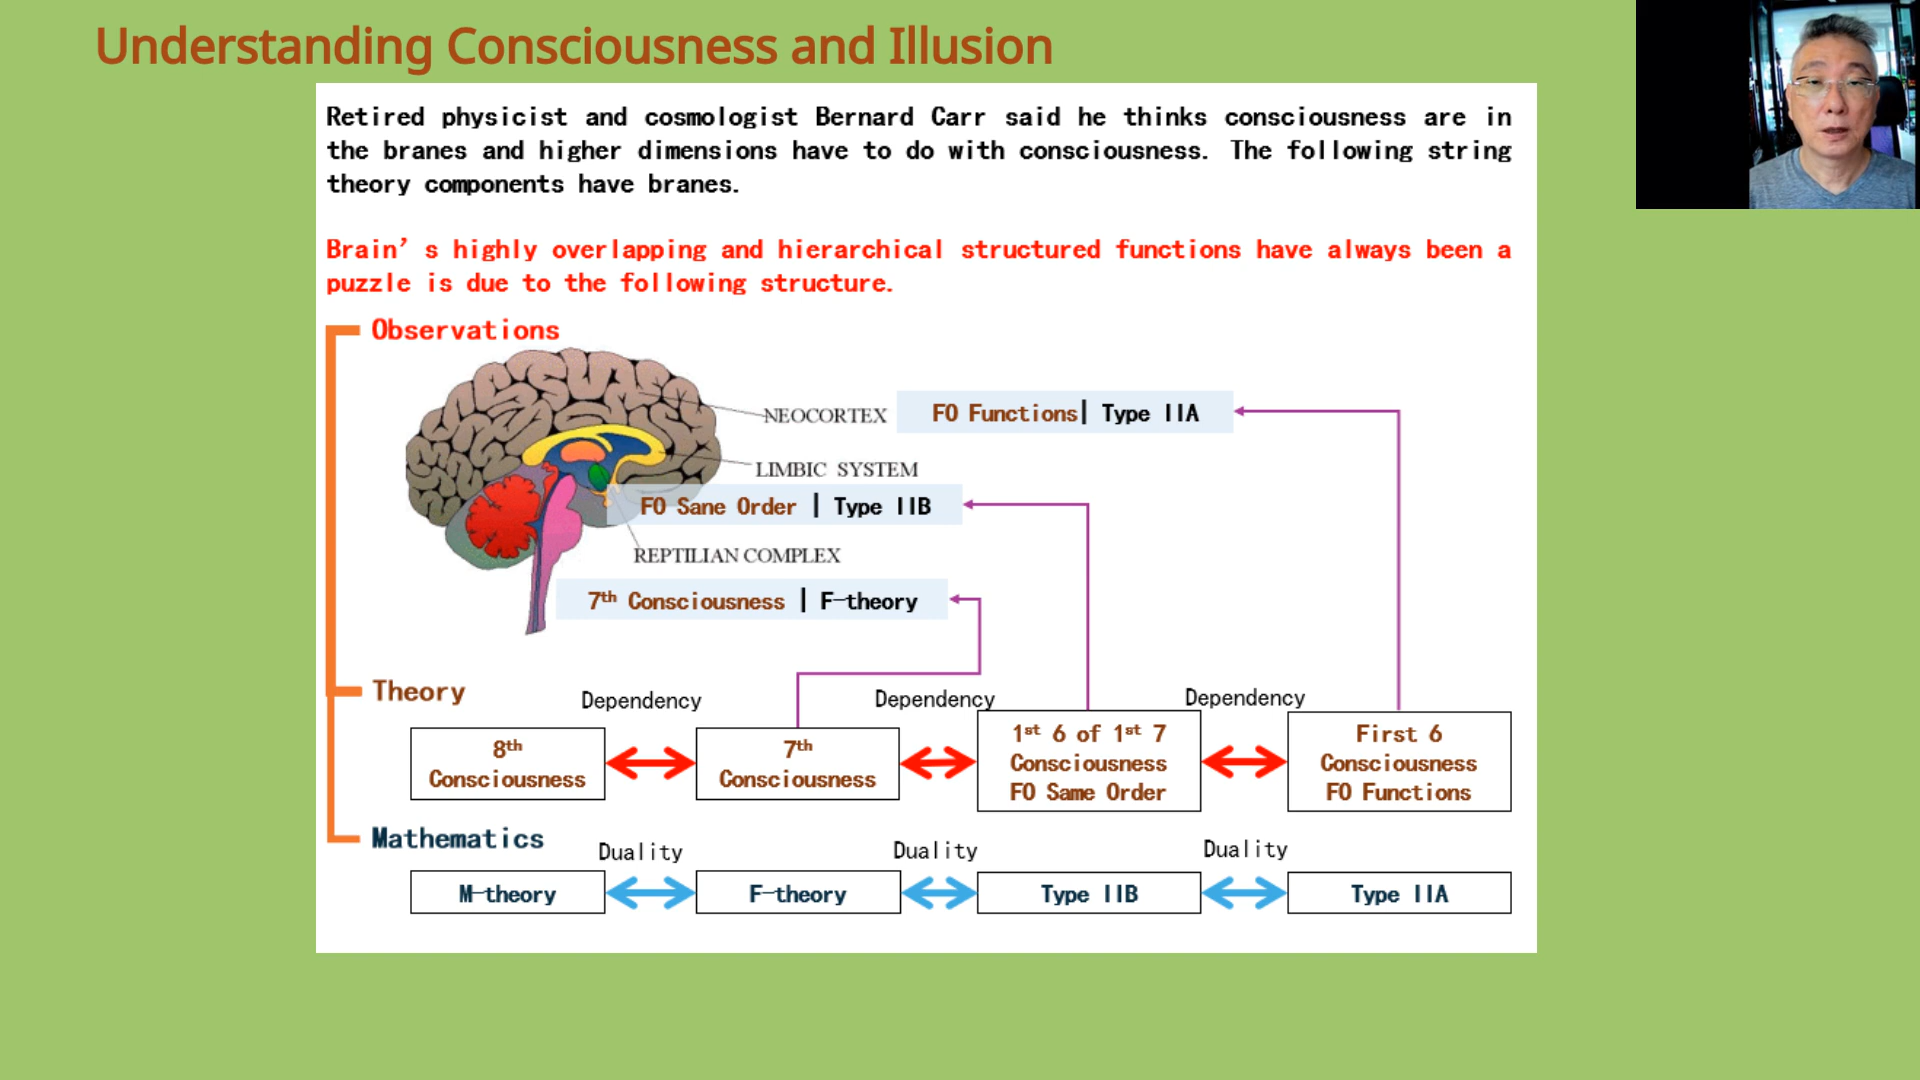 Understanding Consciousness and Illusion
Retired physicist and cosmologist Bernard Carr said he thinks consciousness are in
the branes and higher dimensions have to do with consciousness. The following string
theory components have branes.
Brain’s highly overlapping and hierarchical structured functions have always been a
puzzle is due to the following structure.
Observations
NEOCORTEX
FO Functions| Type IIA
LIMBIC SYSTEM
FO Sane Order | Type IIB
REPTILIAN COMPLEX
7th Consciousness | F-theory
Theory
Dependency
Dependency
Dependency
8th
Consciousness
7th
Consciousness
1st 6 of 1st 7
Consciousness
FO Same Order
First 6
Consciousness
FO Functions
Mathematics
Duality
Duality
Duality
M-theory
F-theory
Type IIB
Type IIA